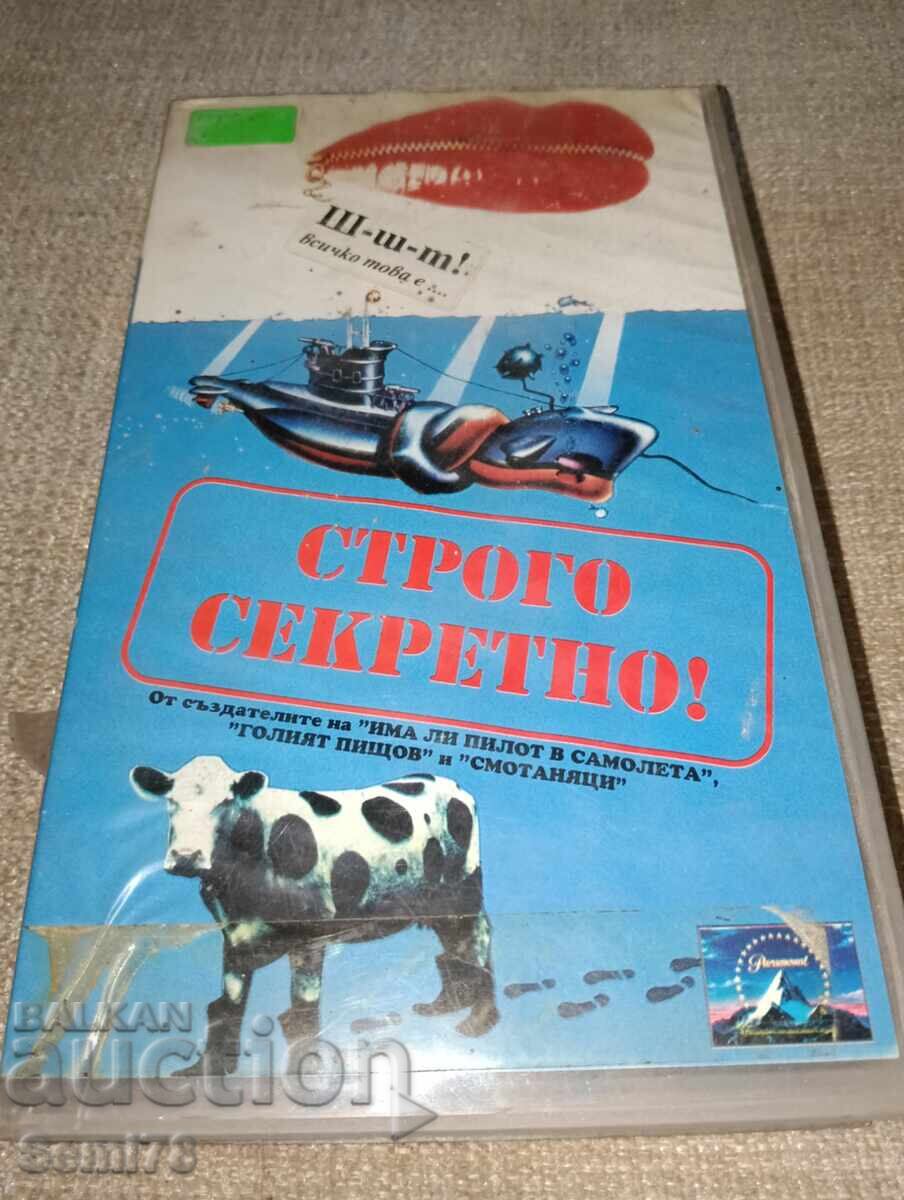 Ш-ш-т!
всичко това е :...
СТРОГО
СЕКРЕТНО!
От създателите на "ИМА ЛИ ПИЛОТ В САМОЛЕТА",
"ГОЛИЯТ ПИЩОВ" и "СМОТАНЯЦИ"
Paramount
BALKAN
auction
Semi78